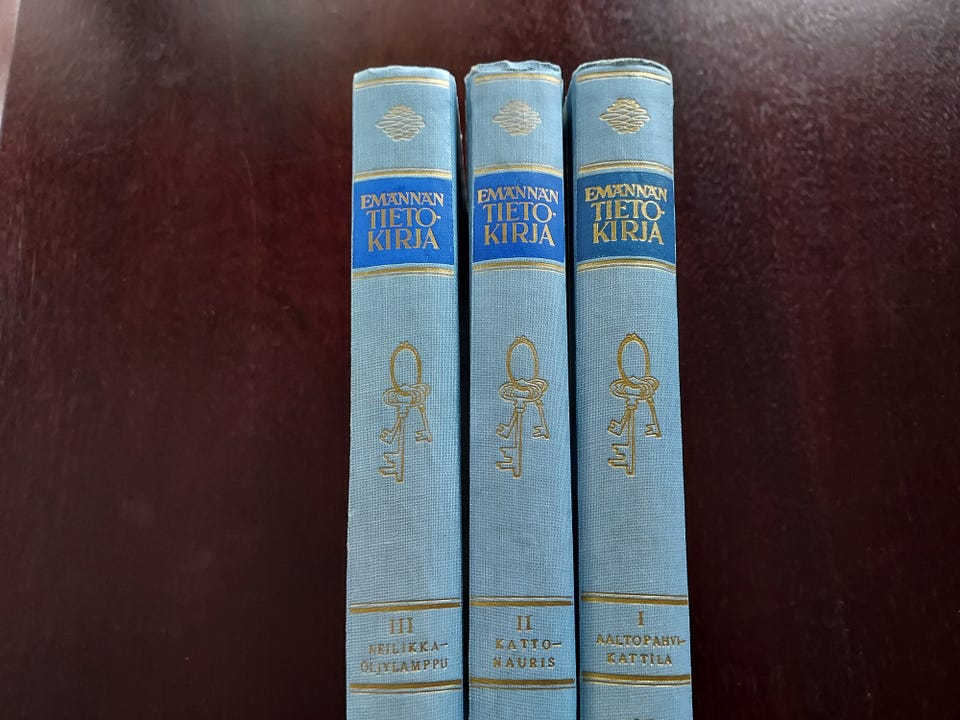 EMÄNNÄN
TIETO-
KIRJA
III
NEILIKKA-
ÖLJYLAMPPU
EMÄNNÄN
TIETO-
KIRJA
II
KATTO-
NAURIS
EMÄNNÄN
TIETO-
KIRJA
I
AALTOPAHVI-
KATTILA